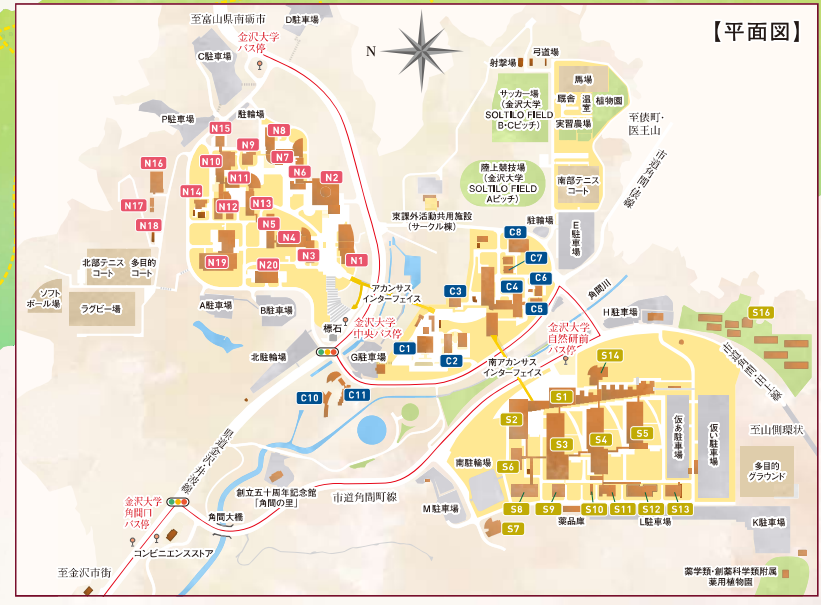 【平面図】
至富山県南砺市
D駐車場
金沢大学
バス停
C駐車場
N
弓道場
射撃場
馬場
サッカー場
(金沢大学
SOLTILO FIELD
B・Cピッチ)
厩舎
温室
植物園
実習農場
至俵町・
医王山
P駐車場
駐輪場
N15
N8
N9
N7
N10
N6
N2
N16
N11
N14
N12
N13
N17
N5
N18
N4
N3
N1
N19
N20
陸上競技場
(金沢大学
SOLTILO FIELD
Aピッチ)
南部テニス
コート
市道角間・俵線
東課外活動共用施設
(サークル棟)
駐輪場
E駐車場
C8
C7
C6
C3
C4
C5
C1
C2
角間川
北部テニス
コート
多目的
コート
ソフト
ボール場
ラグビー場
A駐車場
B駐車場
アカンサス
インターフェイス
標石
金沢大学
中央バス停
北駐輪場
G駐車場
C10
C11
金沢大学
自然研前
バス停
南アカンサス
インターフェイス
H駐車場
S16
S14
S1
S2
S3
S4
S5
S6
仮あ駐車場
仮い駐車場
至山側環状
多目的
グラウンド
南駐輪場
県道金沢・井波線
創立五十周年記念館
「角間の里」
市道角間町線
M駐車場
S7
S8
S9
S10
S11
S12
S13
薬品庫
L駐車場
K駐車場
金沢大学
角間口
バス停
角間大橋
コンビニエンスストア
至金沢市街
薬学類・創薬科学類附属
薬用植物園